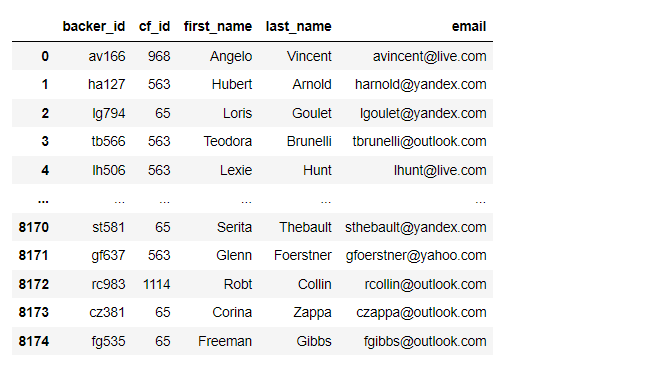 backer_id cf_id first_name last_name email
0 av166 968 Angelo Vincent avincent@live.com
1 ha127 563 Hubert Arnold harnold@yandex.com
2 lg794 65 Loris Goulet lgoulet@yandex.com
3 tb566 563 Teodora Brunelli tbrunelli@outlook.com
4 lh506 563 Lexie Hunt lhunt@live.com
... ... ... ... ... ...
8170 st581 65 Serita Thebault sthebault@yandex.com
8171 gf637 563 Glenn Foerstner gfoerstner@yahoo.com
8172 rc983 1114 Robt Collin rcollin@outlook.com
8173 cz381 65 Corina Zappa czappa@outlook.com
8174 fg535 65 Freeman Gibbs fgibbs@outlook.com